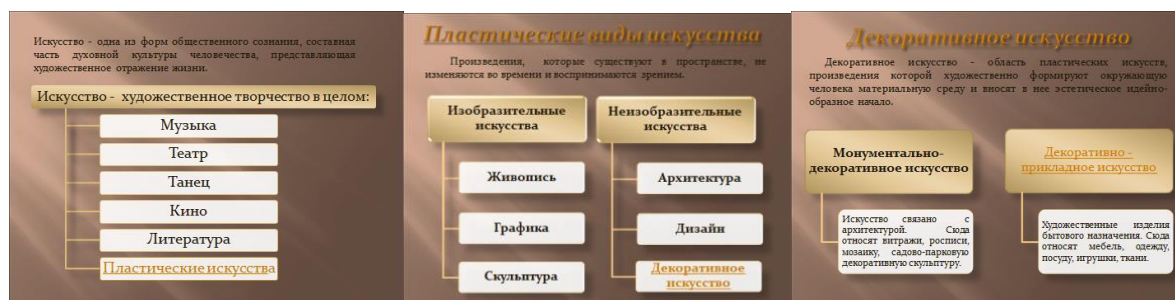 Искусство - одна из форм общественного сознания, составная
часть духовной культуры человечества, представляющая
художественное отражение жизни.
Искусство - художественное творчество в целом:
Музыка
Театр
Танец
Кино
Литература
Пластические искусства
Пластические виды искусства
Произведения, которые существуют в пространстве, не
изменяются во времени и воспринимаются зрением.
Изобразительные
искусства
Живопись
Графика
Скульптура
Неизобразительные
искусства
Архитектура
Дизайн
Декоративное
искусство
Декоративное искусство
Декоративное искусство - область пластических искусств,
произведения которой художественно формируют окружающую
человека материальную среду и вносят в нее эстетическое идейно-
образное начало.
Монументально-
декоративное искусство
Искусство связано с
архитектурой. Сюда
относят витражи, росписи,
мозаику, садово-парковую
декоративную скульптуру.
Декоративно -
прикладное искусство
Художественные изделия
бытового назначения. Сюда
относят мебель, одежду,
посуду, игрушки, ткани.